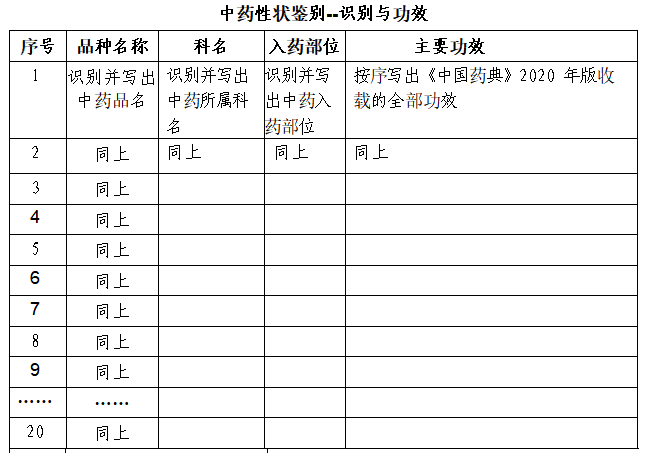 中药性状鉴别--识别与功效
序号 品种名称 科名 入药部位 主要功效
1 识别并写出中药品名 识别并写出中药所属科名 识别并写出中药入药部位 按序写出《中国药典》2020 年版收载的全部功效
2 同上 同上 同上 同上
3 同上
4 同上
5 同上
6 同上
7 同上
8 同上
9 同上
…… ……
20 同上